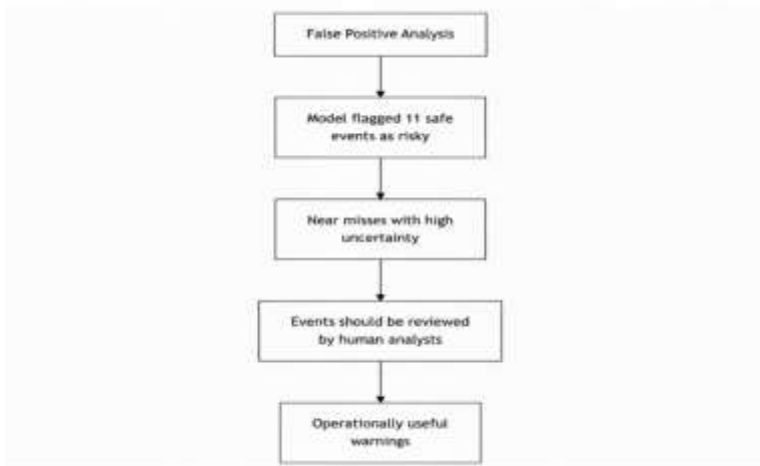 False Positive Analysis
Model flagged 11 safe
events as risky
Near misses with high
uncertainty
Events should be reviewed
by human analysts
Operationally useful
warnings